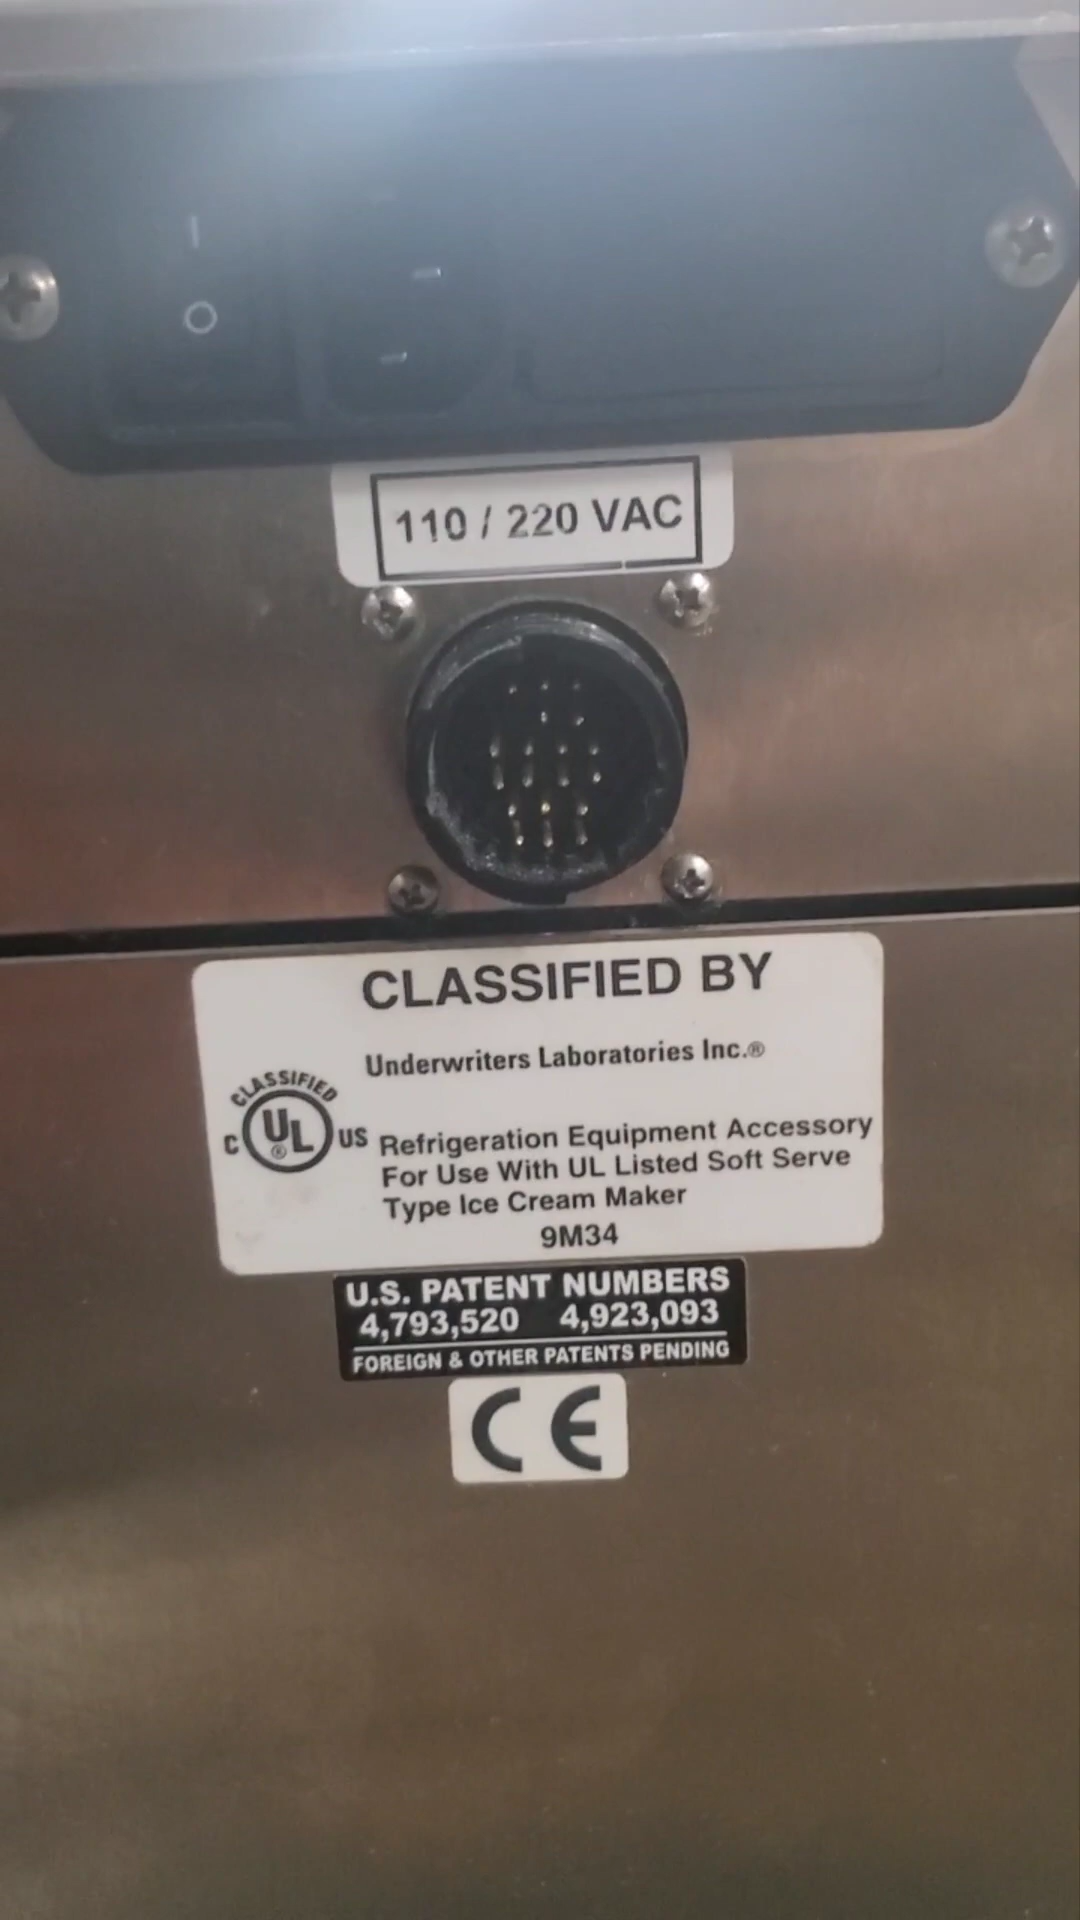 I
O
110 / 220 VAC
CLASSIFIED BY
Underwriters Laboratories Inc.®
CLASSIFIED
C UL® US
Refrigeration Equipment Accessory
For Use With UL Listed Soft Serve
Type Ice Cream Maker
9M34
U.S. PATENT NUMBERS
4,793,520 4,923,093
FOREIGN & OTHER PATENTS PENDING
CE